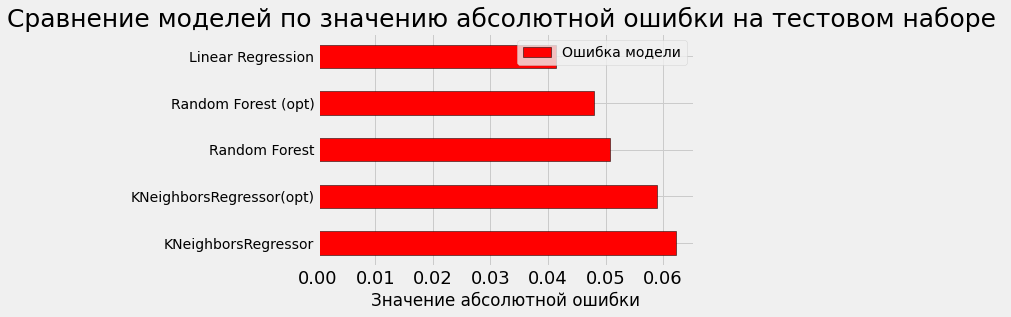 Сравнение моделей по значению абсолютной ошибки на тестовом наборе
Linear Regression
Ошибка модели
Random Forest (opt)
Random Forest
KNeighborsRegressor(opt)
KNeighborsRegressor
0.00 0.01 0.02 0.03 0.04 0.05 0.06
Значение абсолютной ошибки